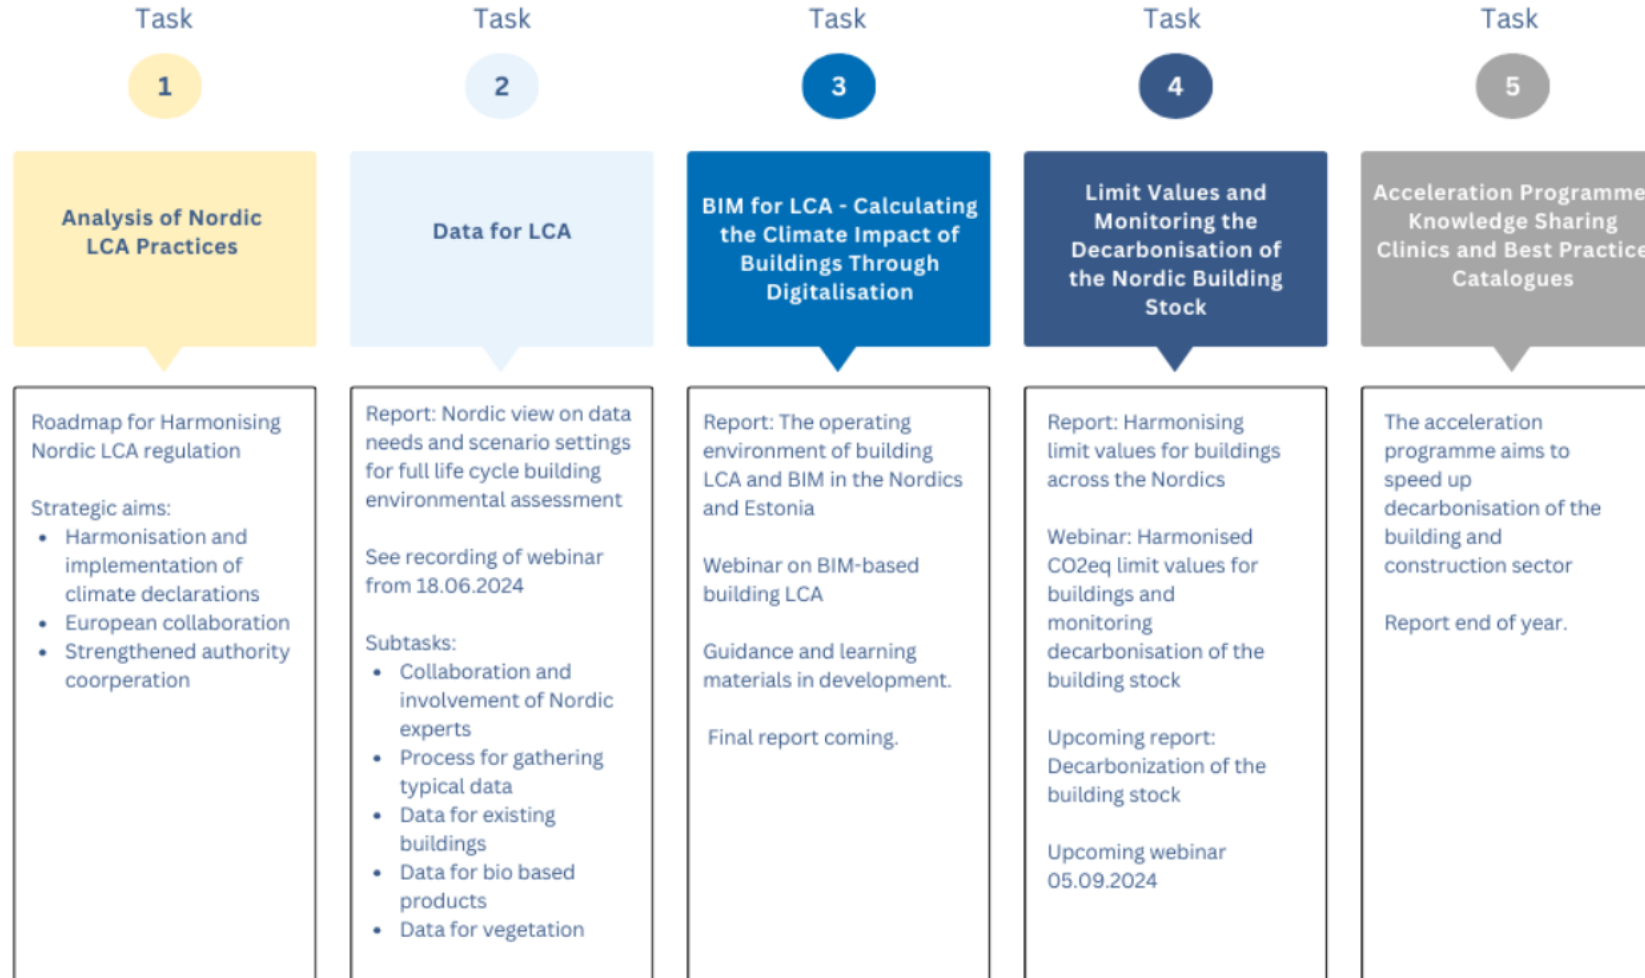 Task
1
Analysis of Nordic
LCA Practices
Roadmap for Harmonising
Nordic LCA regulation
Strategic aims:
• Harmonisation and
implementation of
climate declarations
• European collaboration
• Strengthened authority
coorperation
Task
2
Data for LCA
Report: Nordic view on data
needs and scenario settings
for full life cycle building
environmental assessment
See recording of webinar
from 18.06.2024
Subtasks:
• Collaboration and
involvement of Nordic
experts
• Process for gathering
typical data
• Data for existing
buildings
• Data for bio based
products
• Data for vegetation
Task
3
BIM for LCA - Calculating
the Climate Impact of
Buildings Through
Digitalisation
Report: The operating
environment of building
LCA and BIM in the Nordics
and Estonia
Webinar on BIM-based
building LCA
Guidance and learning
materials in development.
Final report coming.
Task
4
Limit Values and
Monitoring the
Decarbonisation of
the Nordic Building
Stock
Report: Harmonising
limit values for buildings
across the Nordics
Webinar: Harmonised
CO2eq limit values for
buildings and
monitoring
decarbonisation of the
building stock
Upcoming report:
Decarbonization of the
building stock
Upcoming webinar
05.09.2024
Task
5
Acceleration Programme
Knowledge Sharing
Clinics and Best Practice
Catalogues
The acceleration
programme aims to
speed up
decarbonisation of the
building and
construction sector
Report end of year.